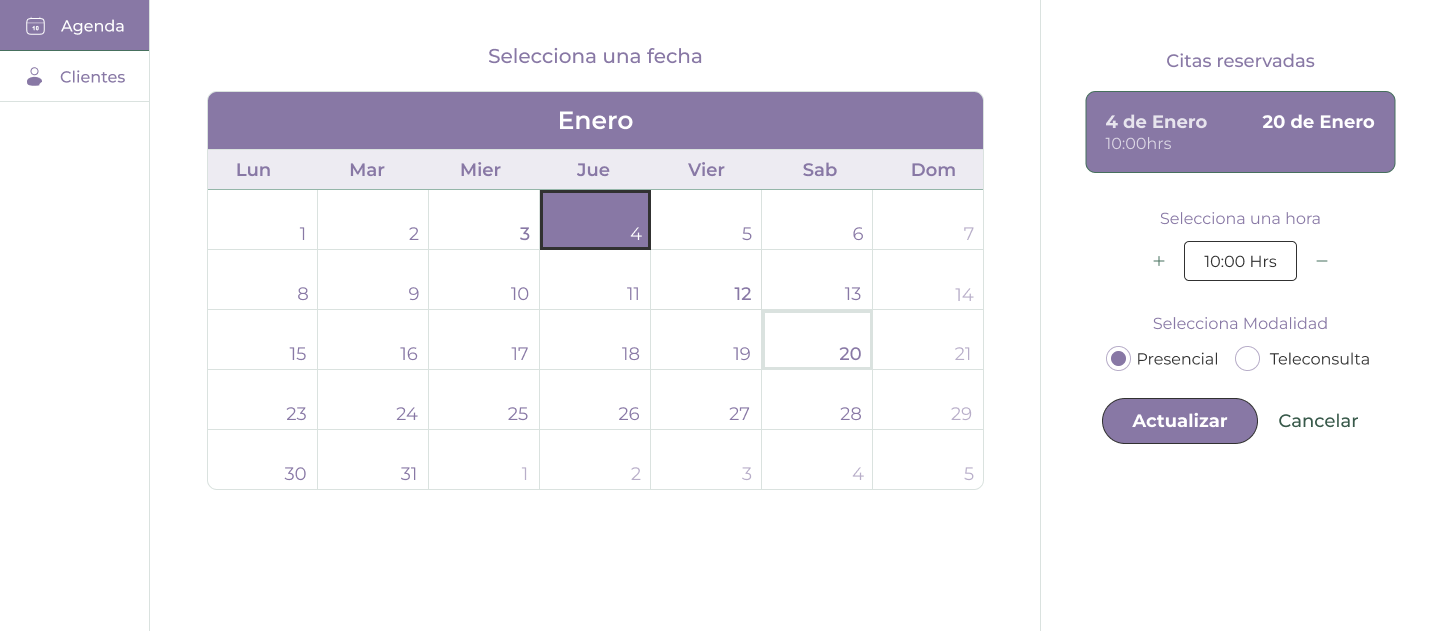 Agenda
Clientes
Selecciona una fecha
Enero
Lun Mar Mier Jue Vier Sab Dom
1 2 3 4 5 6 7
8 9 10 11 12 13 14
15 16 17 18 19 20 21
23 24 25 26 27 28 29
30 31 1 2 3 4 5
Citas reservadas
4 de Enero 20 de Enero
10:00hrs
Selecciona una hora
+ 10:00 Hrs −
Selecciona Modalidad
Presencial Teleconsulta
Actualizar Cancelar